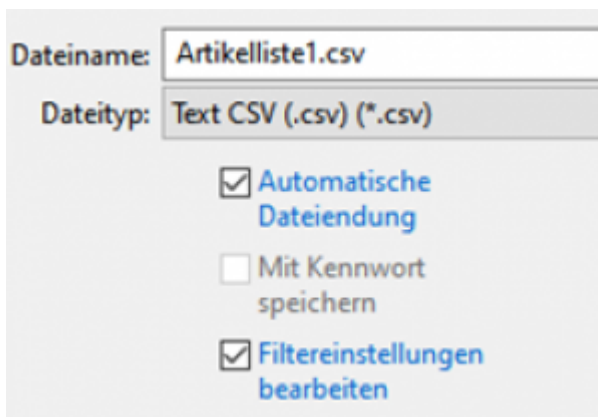 Dateiname: Artikelliste1.csv
Dateityp: Text CSV (.csv) (*.csv)
Automatische
Dateiendung
Mit Kennwort
speichern
Filtereinstellungen
bearbeiten